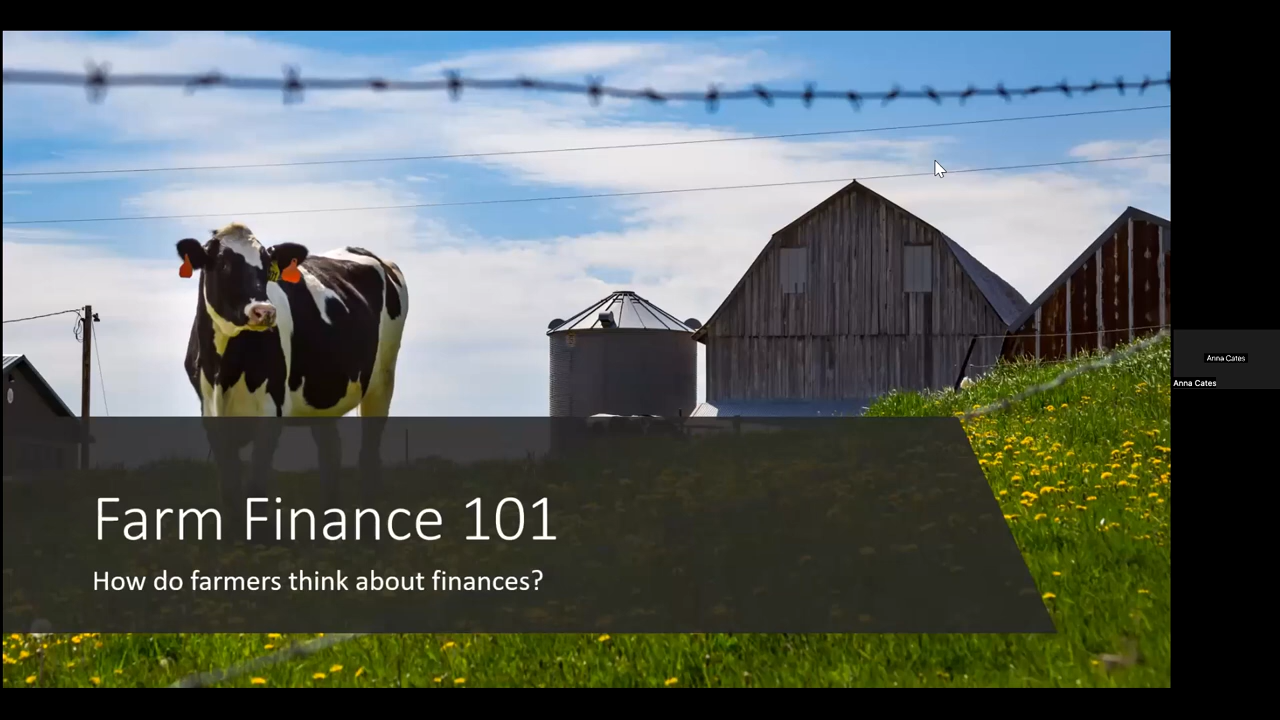 Farm Finance 101
How do farmers think about finances?
Anna Cates
Anna Cates